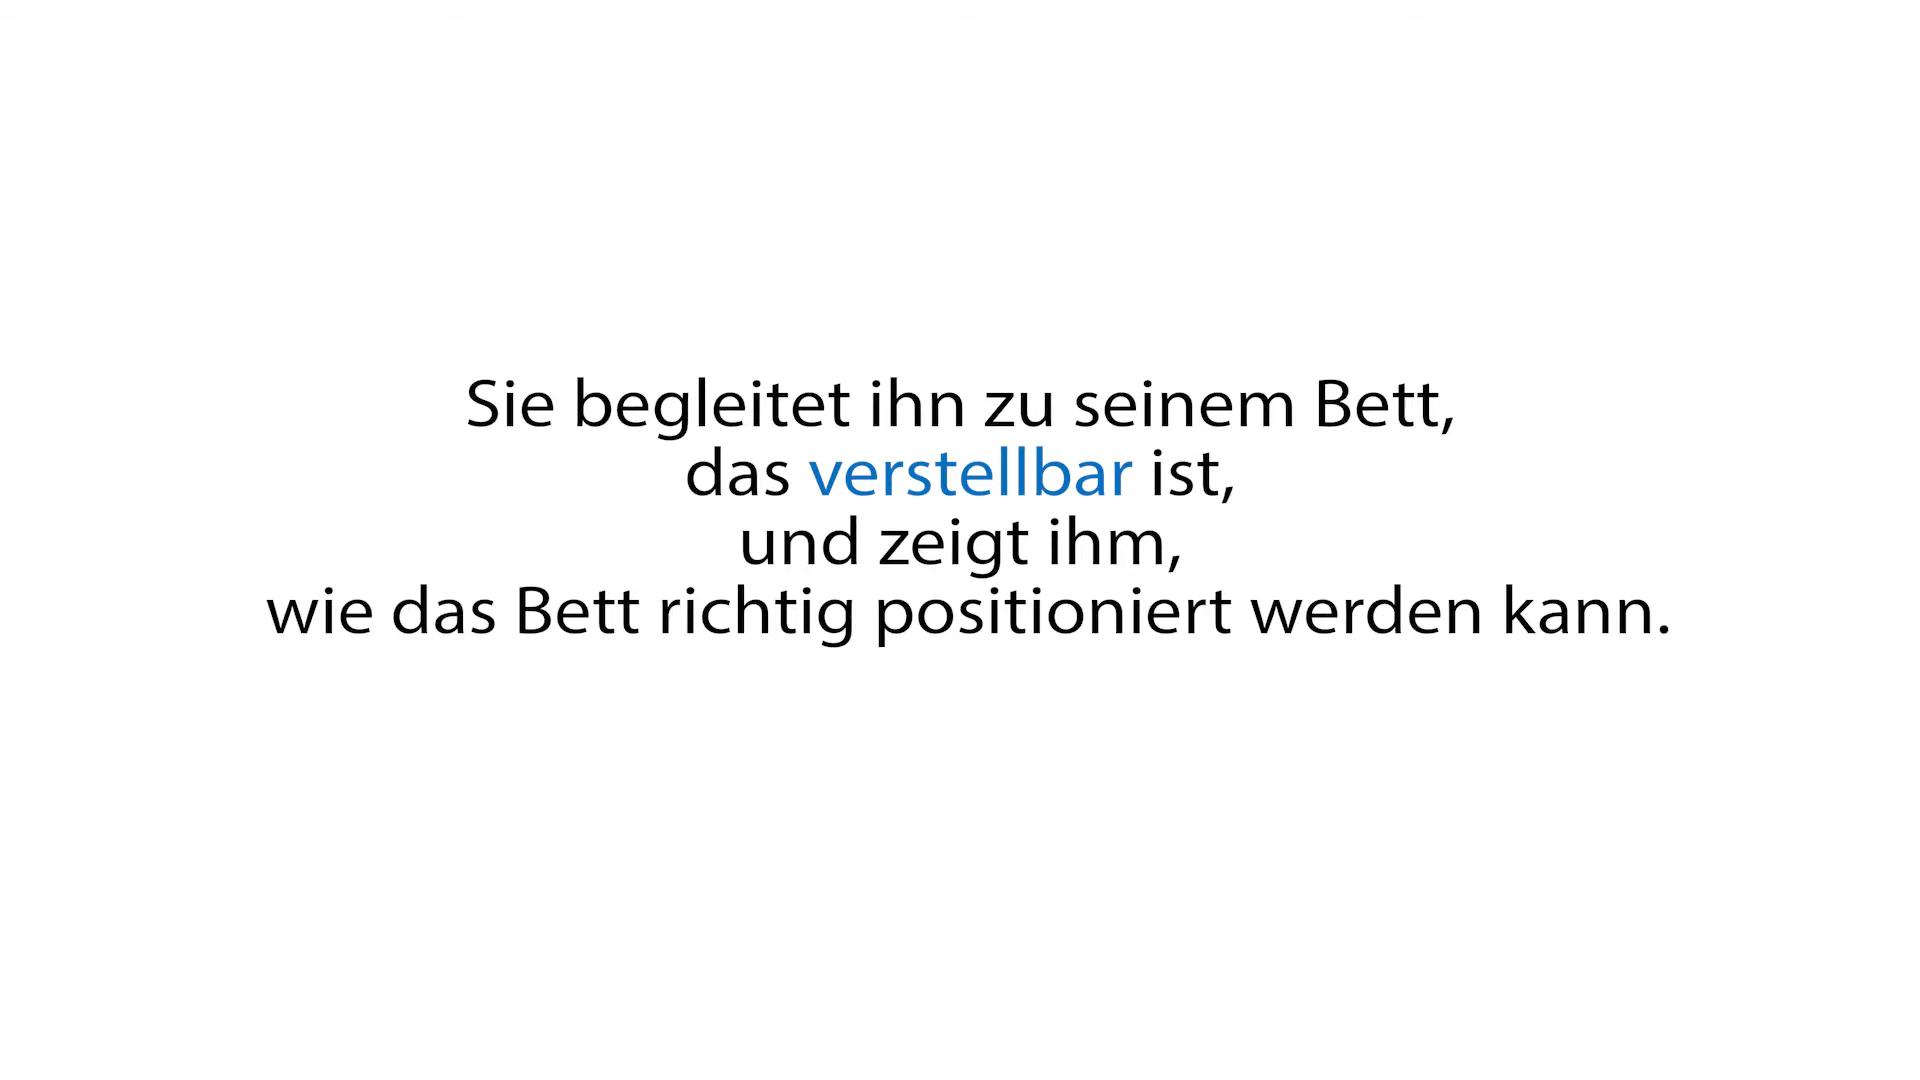 Sie begleitet ihn zu seinem Bett,
das verstellbar ist,
und zeigt ihm,
wie das Bett richtig positioniert werden kann.